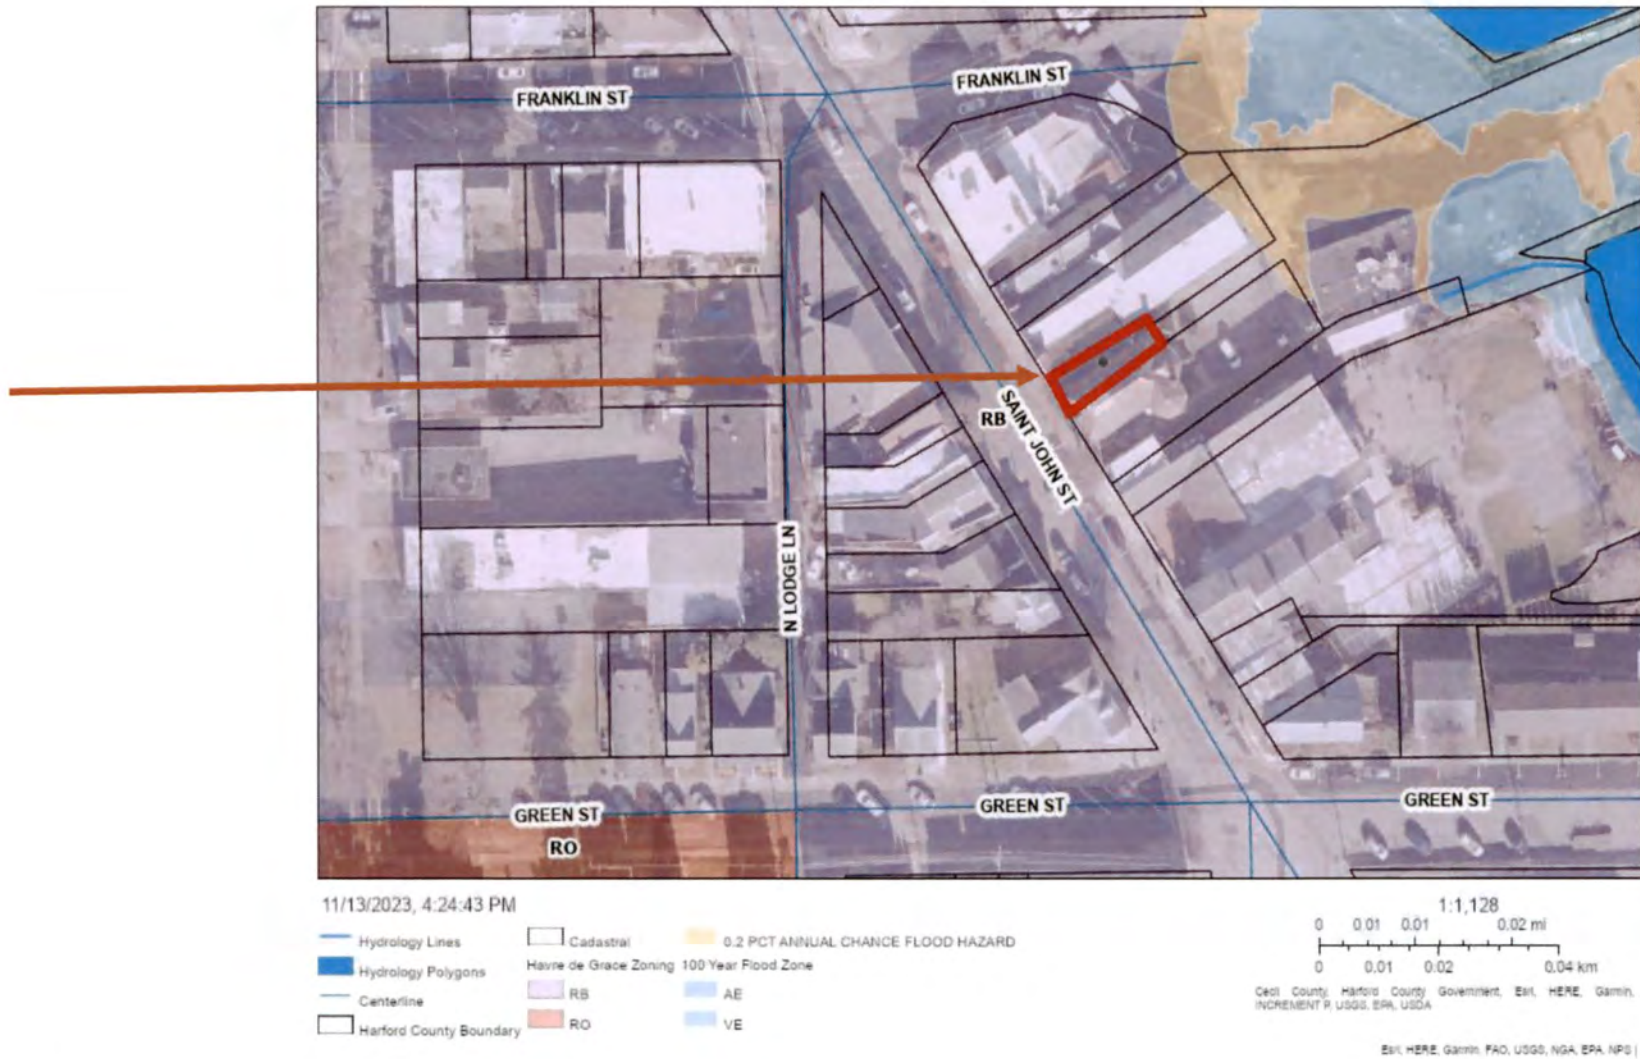 FRANKLIN ST
FRANKLIN ST
RB
SAINT JOHN ST
N LODGE LN
GREEN ST
GREEN ST
GREEN ST
RO
11/13/2023, 4:24:43 PM
Hydrology Lines
Hydrology Polygons
Centerline
Harford County Boundary
Cadastral
Havre de Grace Zoning
RB
RO
0.2 PCT ANNUAL CHANCE FLOOD HAZARD
100 Year Flood Zone
AE
VE
1:1,128
0 0.01 0.01 0.02 mi
0 0.01 0.02 0.04 km
Cecil County, Harford County Government, Esri, HERE, Garmin,
INCREMENT P, USGS, EPA, USDA
Esri, HERE, Garmin, FAO, USGS, NGA, EPA, NPS |